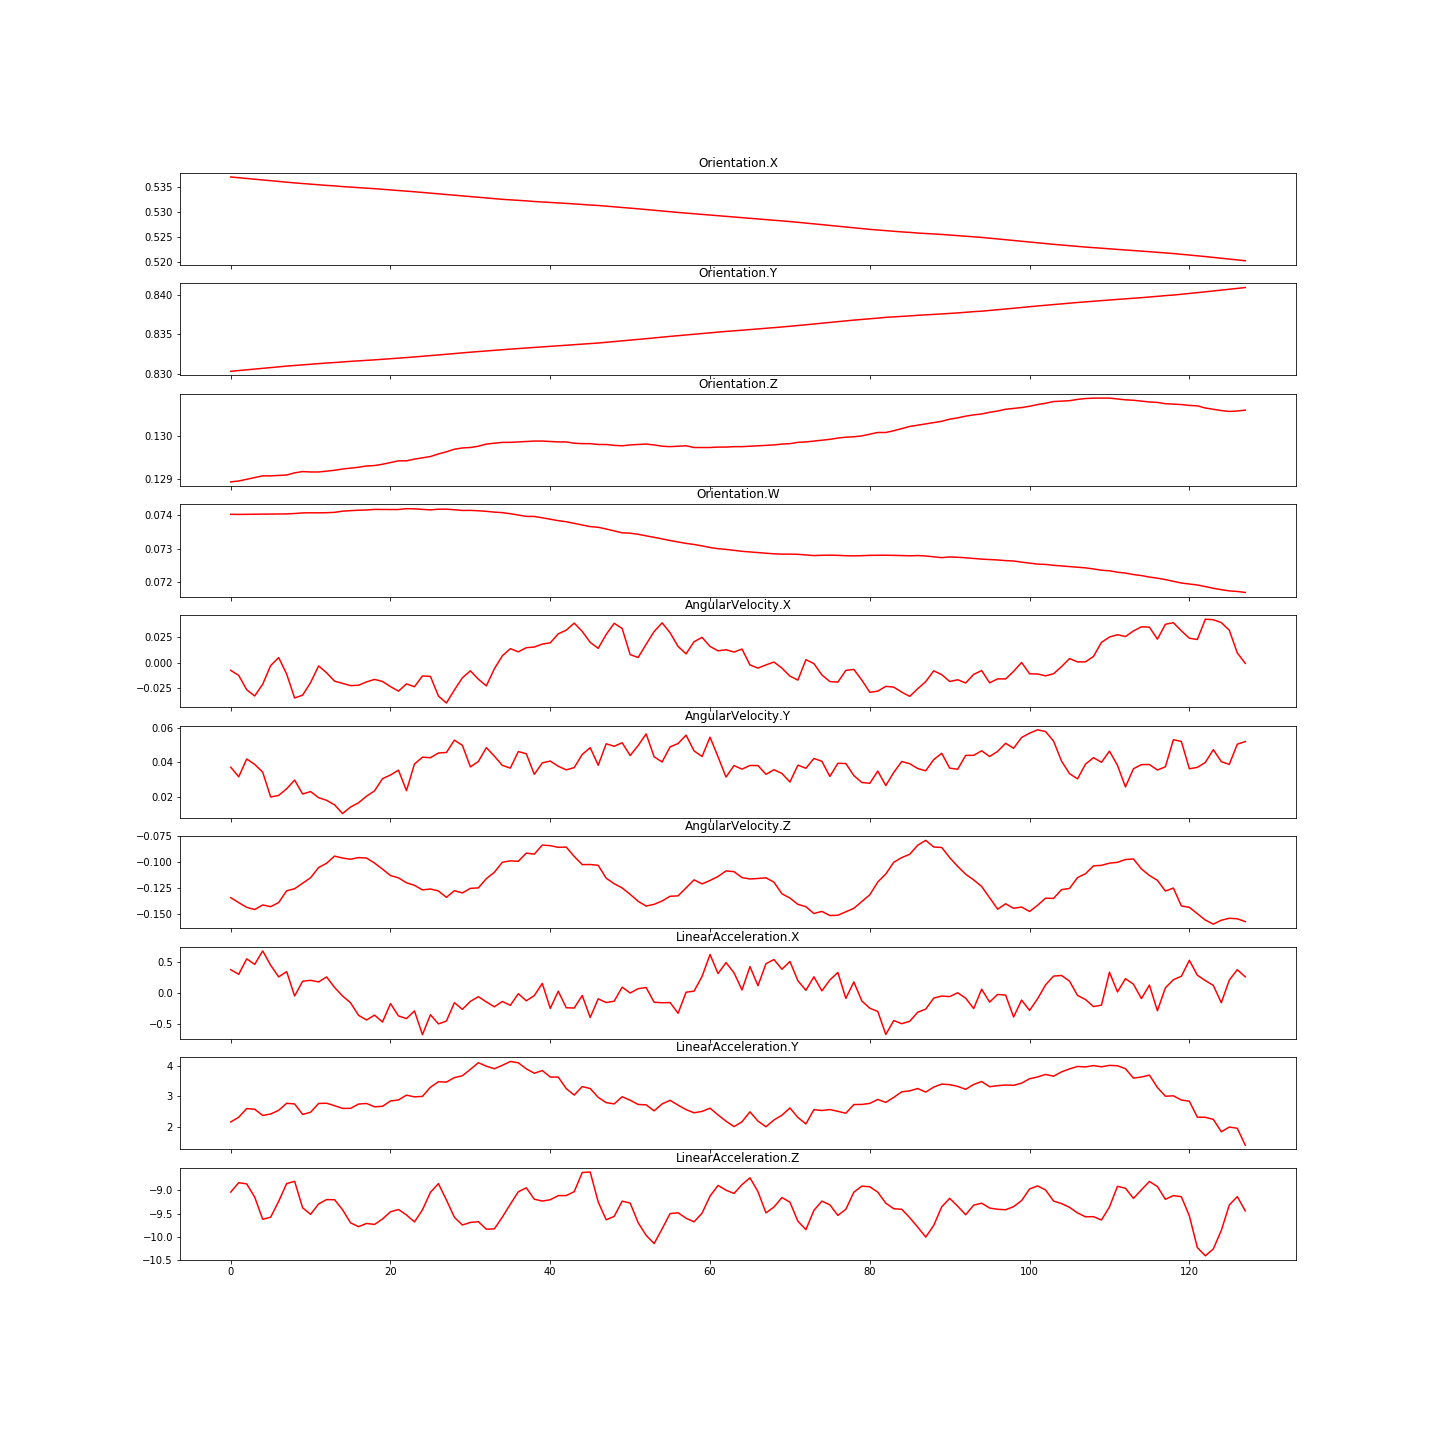 Orientation.X
0.535
0.530
0.525
0.520
Orientation.Y
0.840
0.835
0.830
Orientation.Z
0.130
0.129
Orientation.W
0.074
0.073
0.072
AngularVelocity.X
0.025
0.000
−0.025
AngularVelocity.Y
0.06
0.04
0.02
AngularVelocity.Z
−0.075
−0.100
−0.125
−0.150
LinearAcceleration.X
0.5
0.0
−0.5
LinearAcceleration.Y
4
3
2
LinearAcceleration.Z
−9.0
−9.5
−10.0
−10.5
0 20 40 60 80 100 120